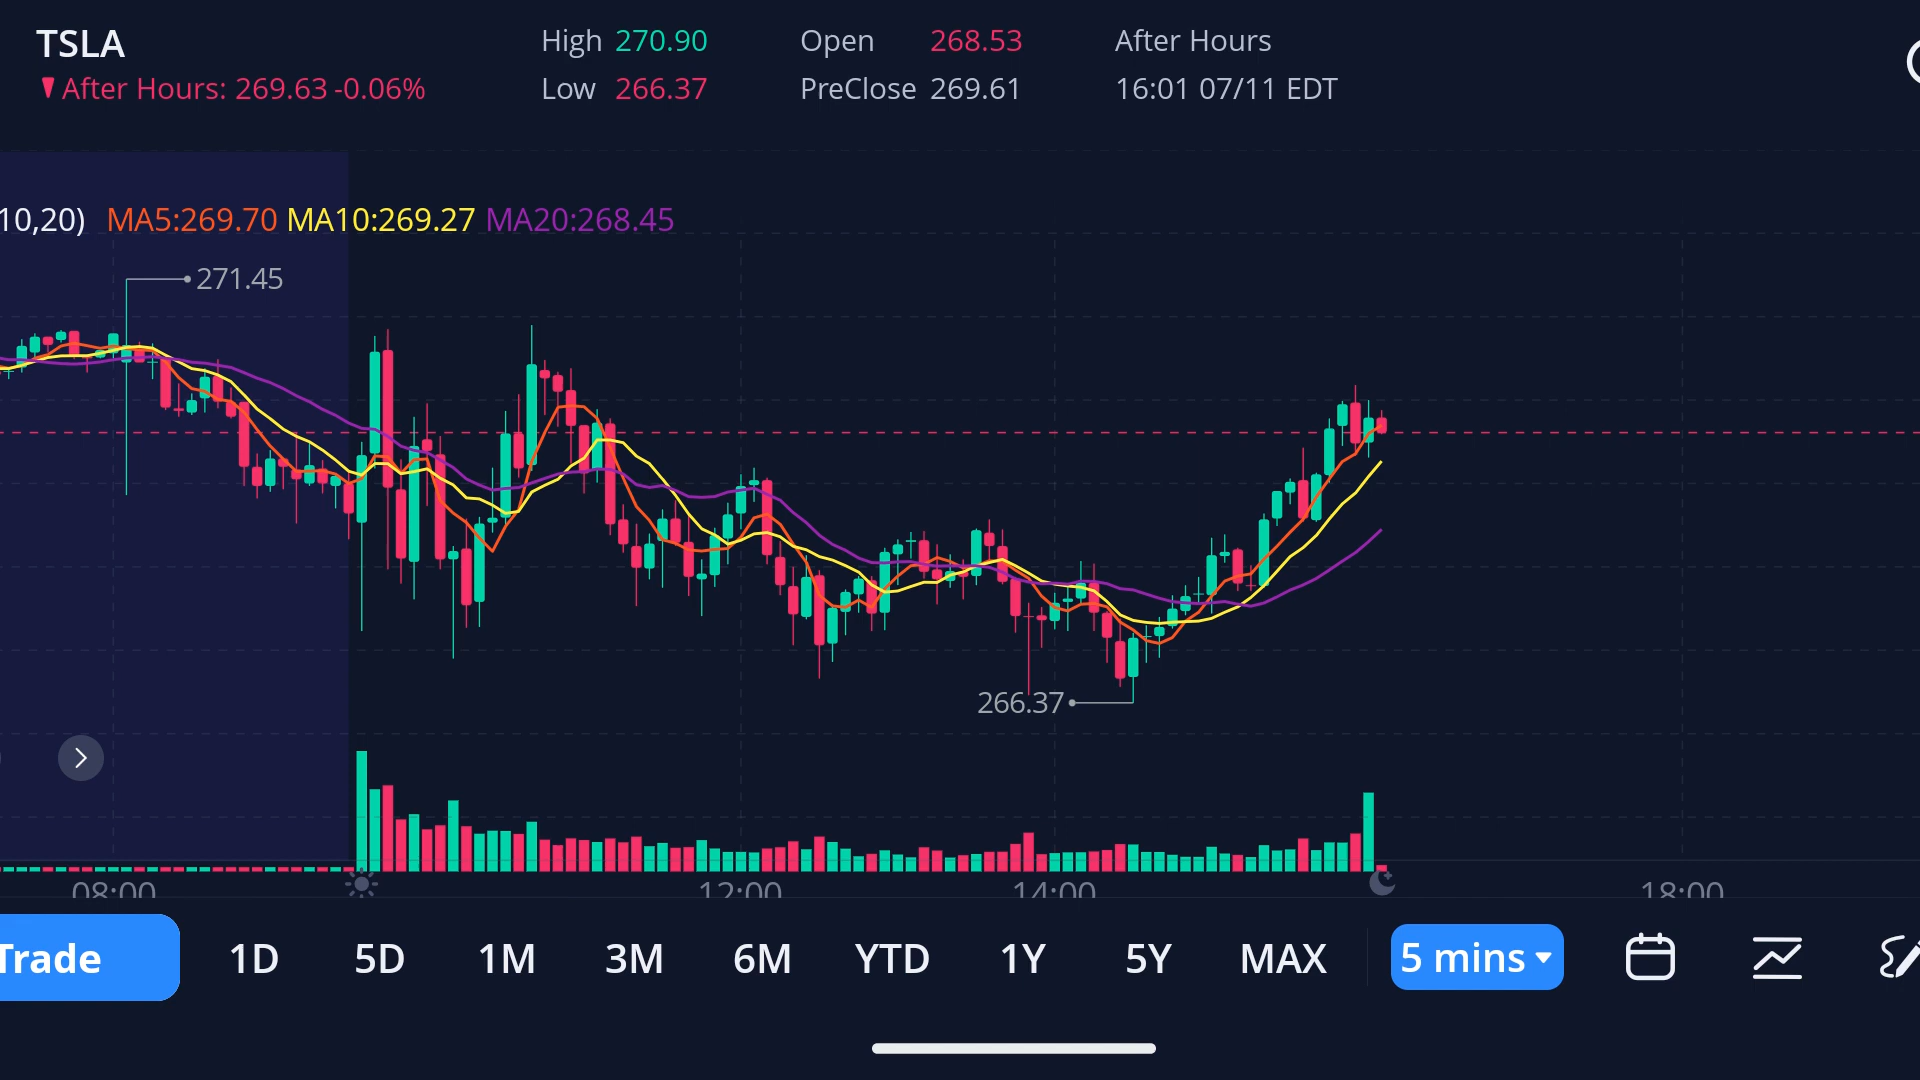 TSLA High 270.90 Open 268.53 After Hours
After Hours: 269.63 -0.06% Low 266.37 PreClose 269.61 16:01 07/11 EDT
10,20) MA5:269.70 MA10:269.27 MA20:268.45
271.45
266.37
08:00 12:00 14:00 18:00
Trade 1D 5D 1M 3M 6M YTD 1Y 5Y MAX 5 mins